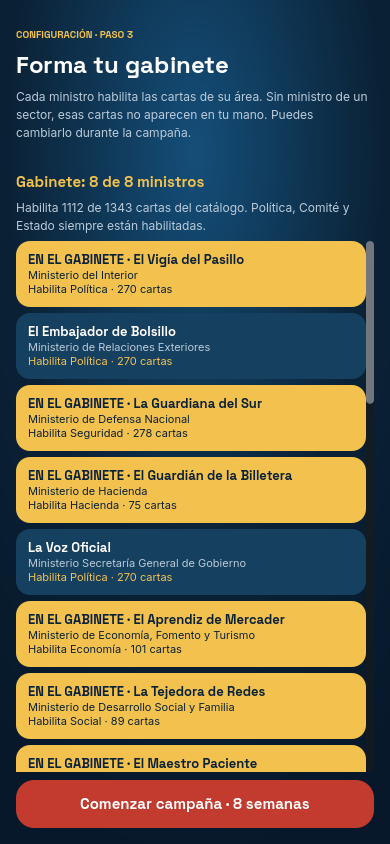 CONFIGURACIÓN · PASO 3
Forma tu gabinete
Cada ministro habilita las cartas de su área. Sin ministro de un
sector, esas cartas no aparecen en tu mano. Puedes
cambiarlo durante la campaña.
Gabinete: 8 de 8 ministros
Habilita 1112 de 1343 cartas del catálogo. Política, Comité y
Estado siempre están habilitadas.
EN EL GABINETE · El Vigía del Pasillo
Ministerio del Interior
Habilita Política · 270 cartas
El Embajador de Bolsillo
Ministerio de Relaciones Exteriores
Habilita Política · 270 cartas
EN EL GABINETE · La Guardiana del Sur
Ministerio de Defensa Nacional
Habilita Seguridad · 278 cartas
EN EL GABINETE · El Guardián de la Billetera
Ministerio de Hacienda
Habilita Hacienda · 75 cartas
La Voz Oficial
Ministerio Secretaría General de Gobierno
Habilita Política · 270 cartas
EN EL GABINETE · El Aprendiz de Mercader
Ministerio de Economía, Fomento y Turismo
Habilita Economía · 101 cartas
EN EL GABINETE · La Tejedora de Redes
Ministerio de Desarrollo Social y Familia
Habilita Social · 89 cartas
EN EL GABINETE · El Maestro Paciente
Comenzar campaña · 8 semanas